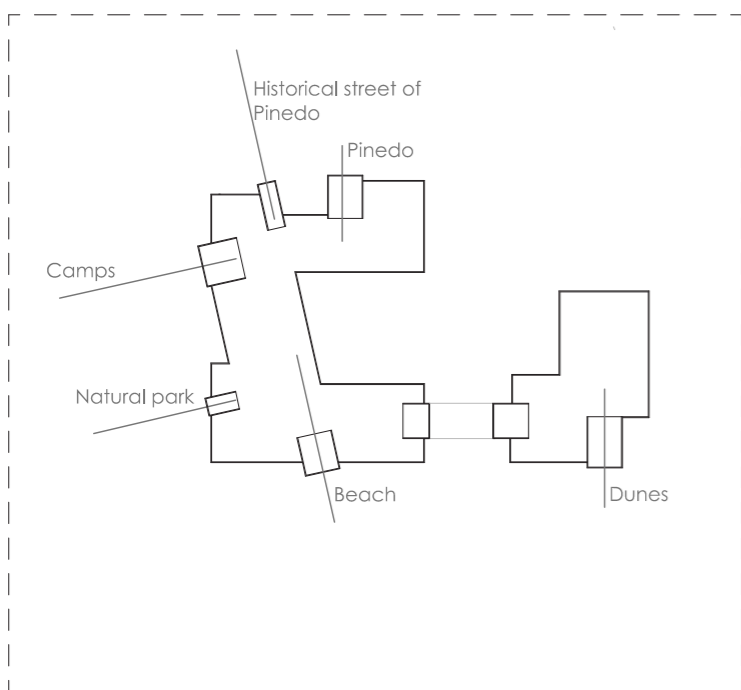 Historical street of
Pinedo
Pinedo
Camps
Natural park
Beach
Dunes